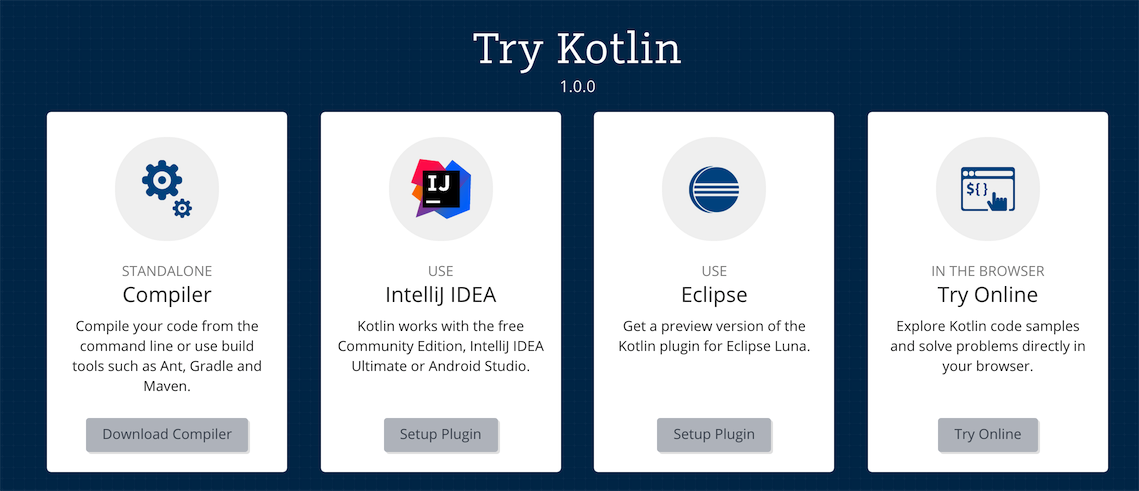 Try Kotlin
1.0.0
IJ
STANDALONE
Compiler
Compile your code from the
command line or use build
tools such as Ant, Gradle and
Maven.
Download Compiler
USE
IntelliJ IDEA
Kotlin works with the free
Community Edition, IntelliJ IDEA
Ultimate or Android Studio.
Setup Plugin
USE
Eclipse
Get a preview version of the
Kotlin plugin for Eclipse Luna.
Setup Plugin
${}
IN THE BROWSER
Try Online
Explore Kotlin code samples
and solve problems directly in
your browser.
Try Online